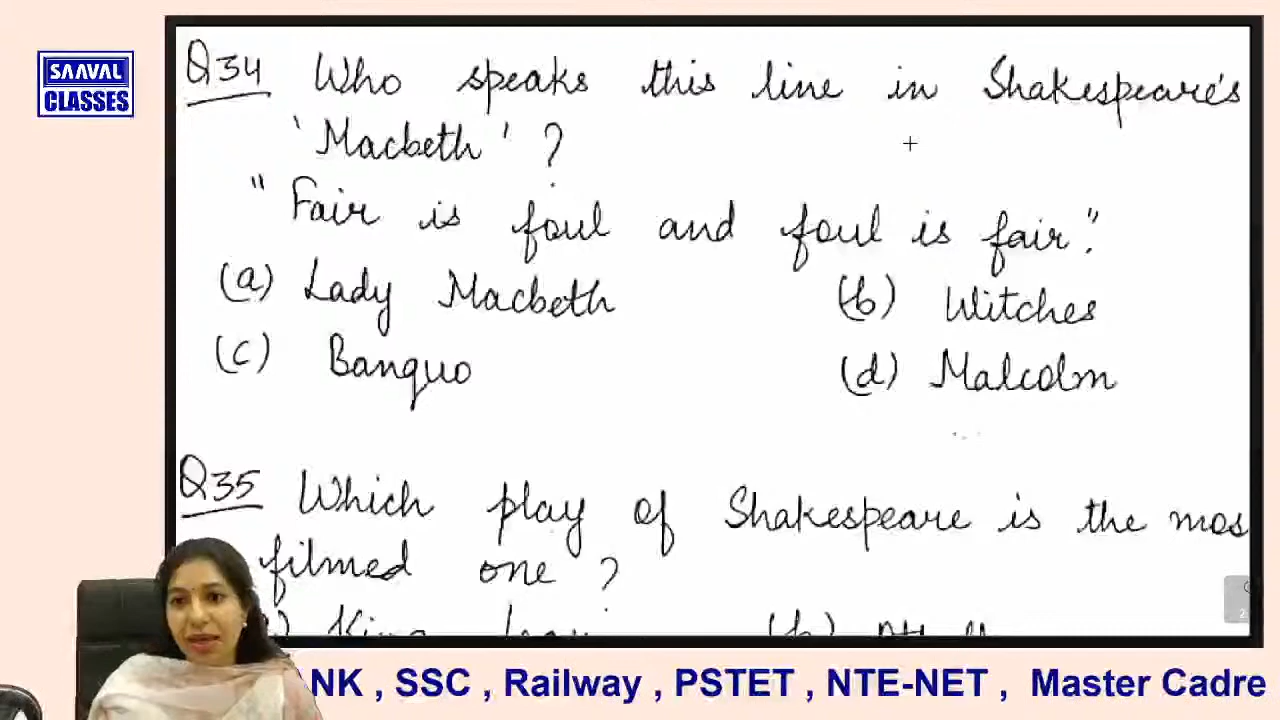 SAAVAL
CLASSES
Q34 Who speaks this line in Shakespeare's
'Macbeth' ?
"Fair is foul and foul is fair".
(a) Lady Macbeth (b) Witches
(c) Banquo (d) Malcolm
Q35 Which play of Shakespeare is the mos
filmed one ?
NK , SSC , Railway , PSTET , NTE-NET , Master Cadre